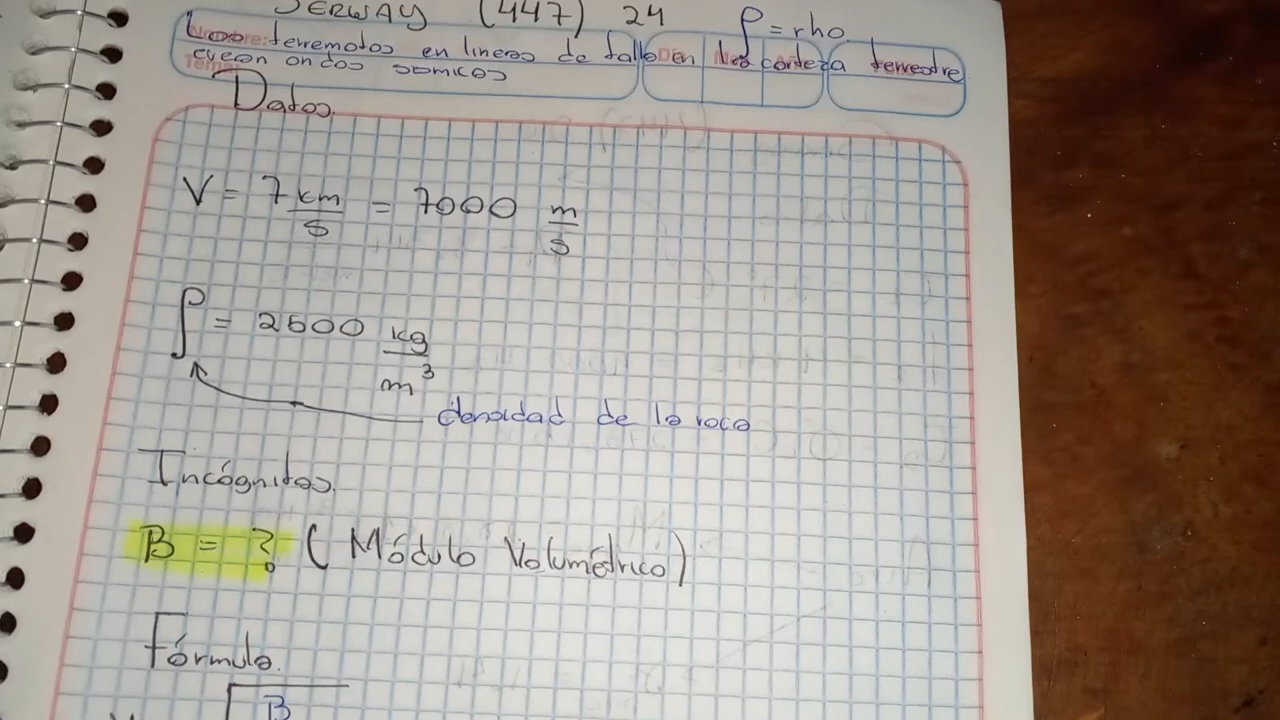 SERWAY (447) 24 ρ = rho
Los terremotos en lineas de falla en la corteza terrestre
crean ondas sonicas
Datos
V = 7 km/s = 7000 m/s
ρ = 2500 kg/m³
densidad de la roca
Incógnitas
B = ? (Módulo Volumétrico)
Fórmula.
B